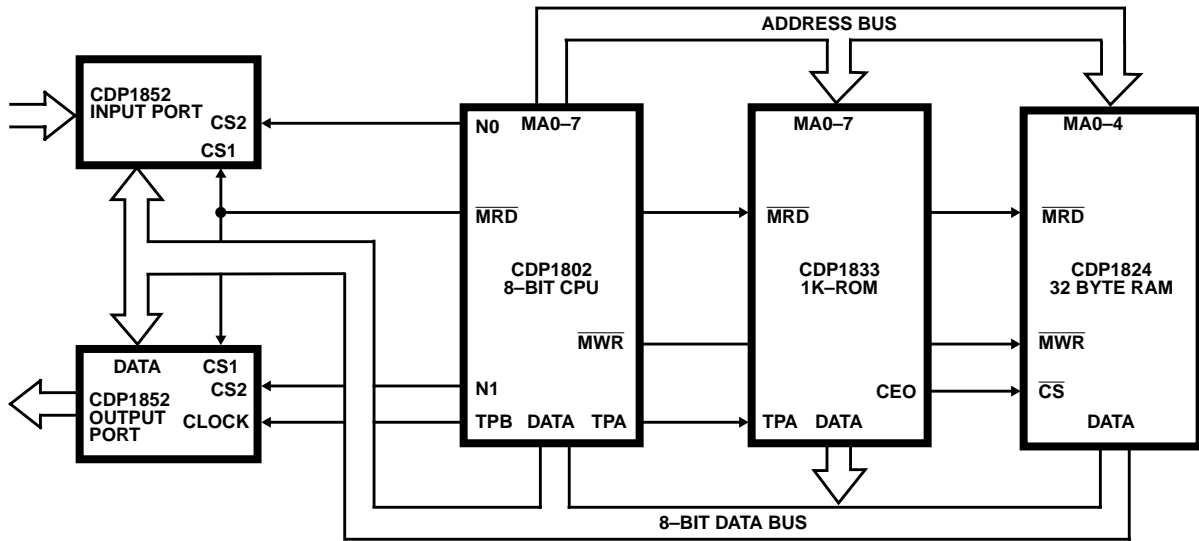 ADDRESS BUS
CDP1852
INPUT PORT
CS2
CS1
N0
MA0–7
MRD
CDP1802
8–BIT CPU
MWR
N1
TPB
DATA
TPA
MA0–7
MRD
CDP1833
1K–ROM
CEO
TPA
DATA
MA0–4
MRD
CDP1824
32 BYTE RAM
MWR
CS
DATA
DATA
CS1
CS2
CDP1852
OUTPUT
PORT
CLOCK
8–BIT DATA BUS